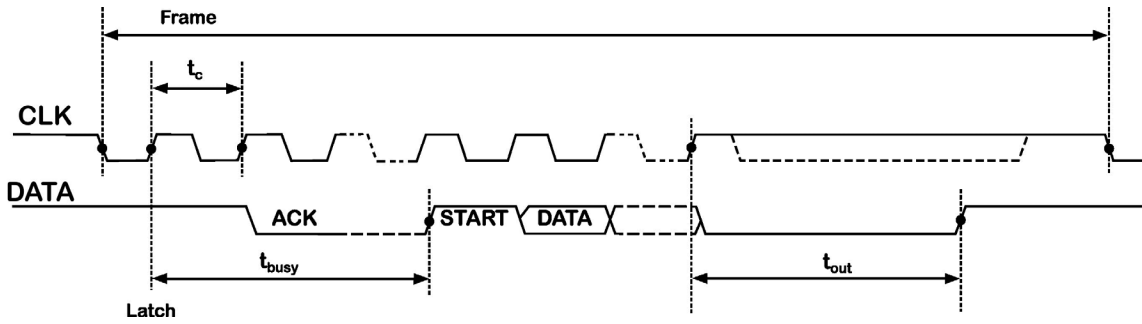 Frame
tc
CLK
DATA
ACK
START
DATA
tbusy
tout
Latch